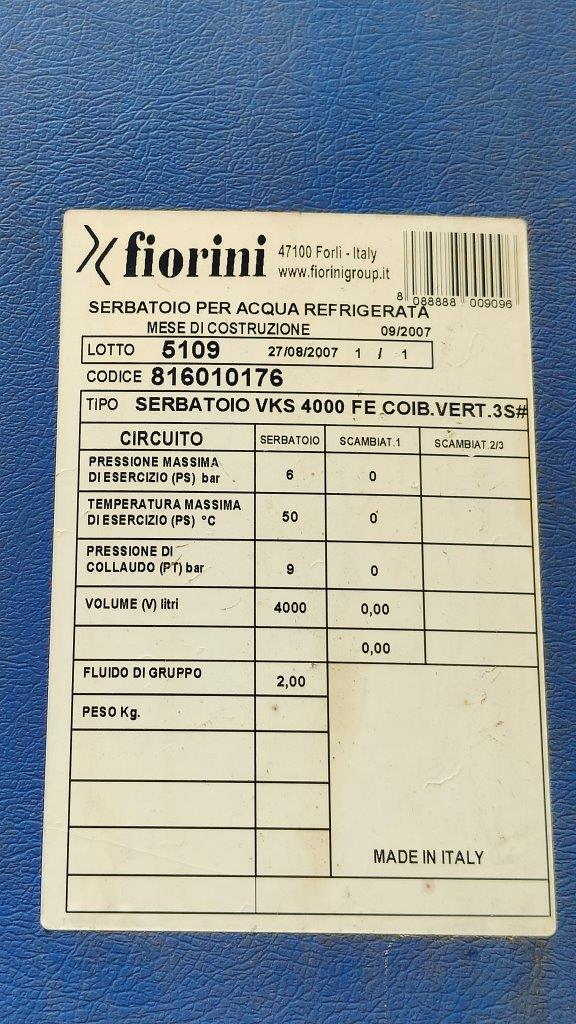 fiorini
47100 Forlì - Italy
www.fiorinigroup.it
8 088888 009096
SERBATOIO PER ACQUA REFRIGERATA
MESE DI COSTRUZIONE 09/2007
LOTTO 5109 27/08/2007 1 / 1
CODICE 816010176
TIPO SERBATOIO VKS 4000 FE COIB.VERT.3S#
CIRCUITO SERBATOIO SCAMBIAT.1 SCAMBIAT.2/3
PRESSIONE MASSIMA
DI ESERCIZIO (PS) bar 6 0
TEMPERATURA MASSIMA
DI ESERCIZIO (PS) °C 50 0
PRESSIONE DI
COLLAUDO (PT) bar 9 0
VOLUME (V) litri 4000 0,00
0,00
FLUIDO DI GRUPPO 2,00
PESO Kg.
MADE IN ITALY